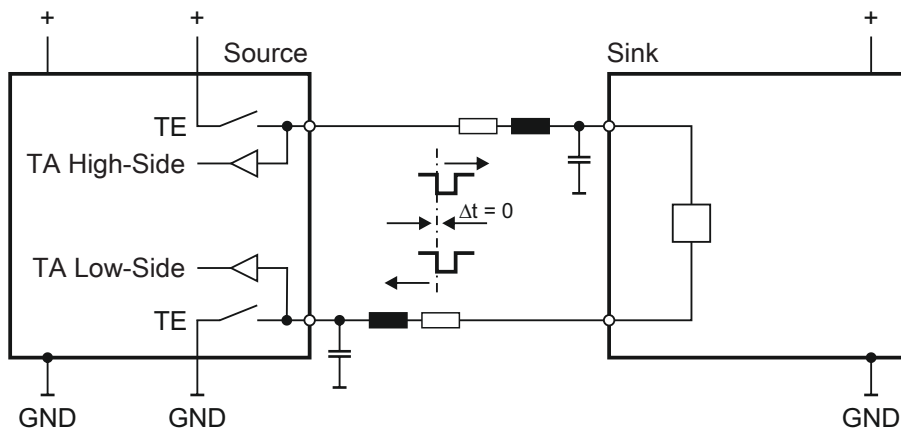 + + +
Source Sink
TE
TA High-Side
Δt = 0
TA Low-Side
TE
GND GND GND